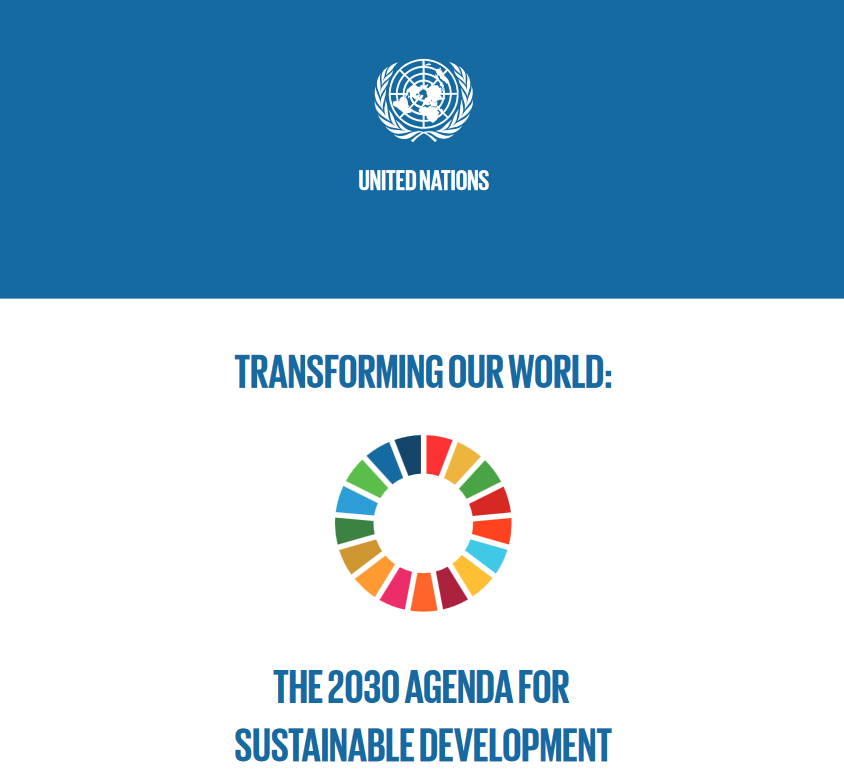 UNITED NATIONS
TRANSFORMING OUR WORLD:
THE 2030 AGENDA FOR
SUSTAINABLE DEVELOPMENT